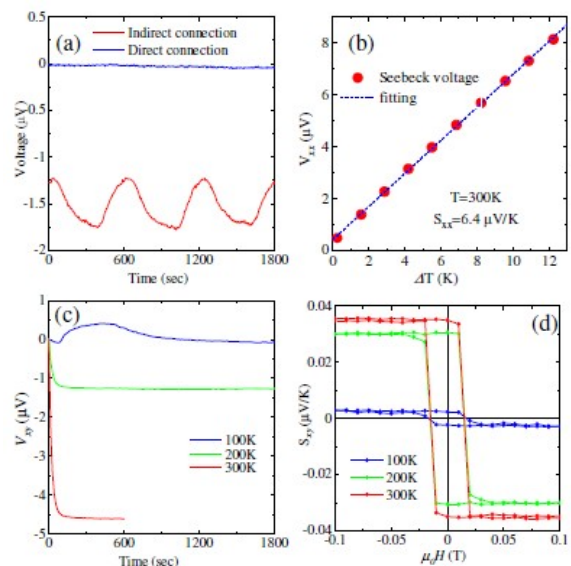 (a)
Indirect connection
Direct connection
Voltage (μV)
0.5
0
-0.5
-1
-1.5
-2
0 600 1200 1800
Time (sec)
(b)
Seebeck voltage
fitting
T=300K
Sxx=6.4 μV/K
Vxx (μV)
8
6
4
2
0
0 2 4 6 8 10 12
ΔT (K)
(c)
100K
200K
300K
Vxy (μV)
1
0
-1
-2
-3
-4
-5
0 600 1200 1800
Time (sec)
(d)
100K
200K
300K
Sxy (μV/K)
0.04
0.02
0
-0.02
-0.04
-0.1 -0.05 0 0.05 0.1
μ0H (T)